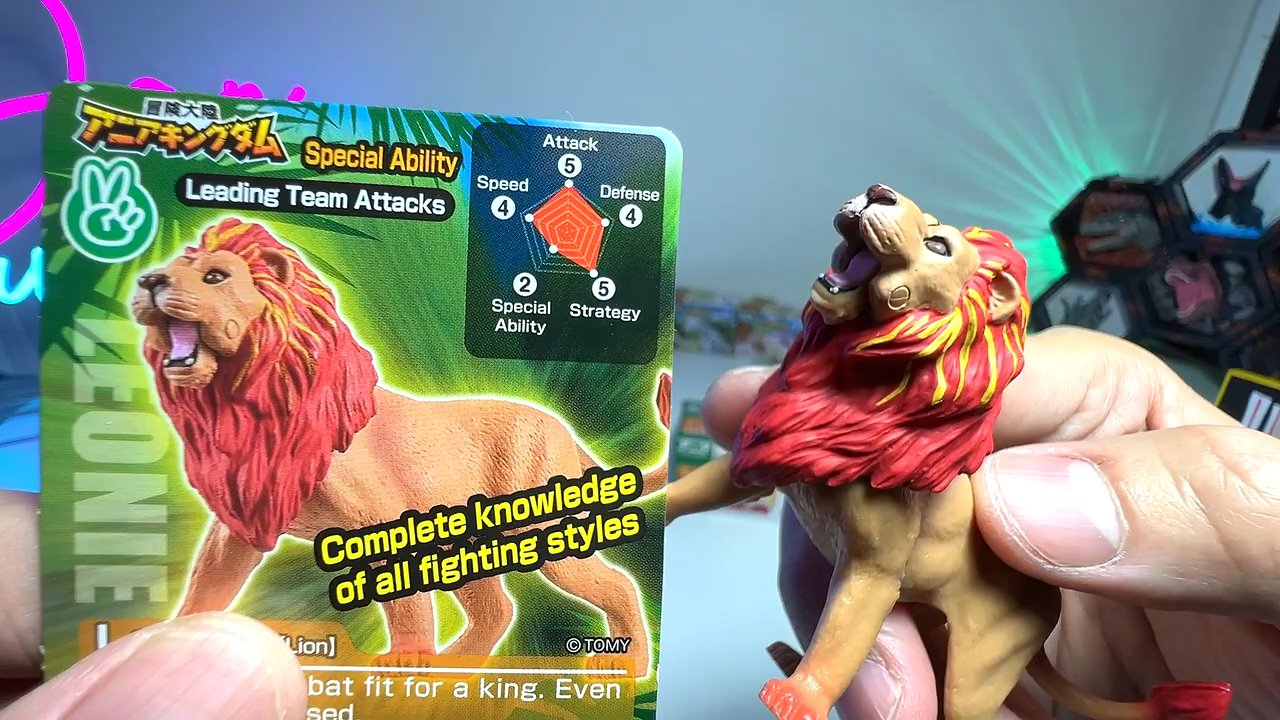 冒険大陸
アニアキングダム
Special Ability
Leading Team Attacks
Attack
5
Speed
4
Defense
4
2
Special
Ability
5
Strategy
LEONIE
Complete knowledge
of all fighting styles
© TOMY
L
Lion]
bat fit for a king. Even
sed